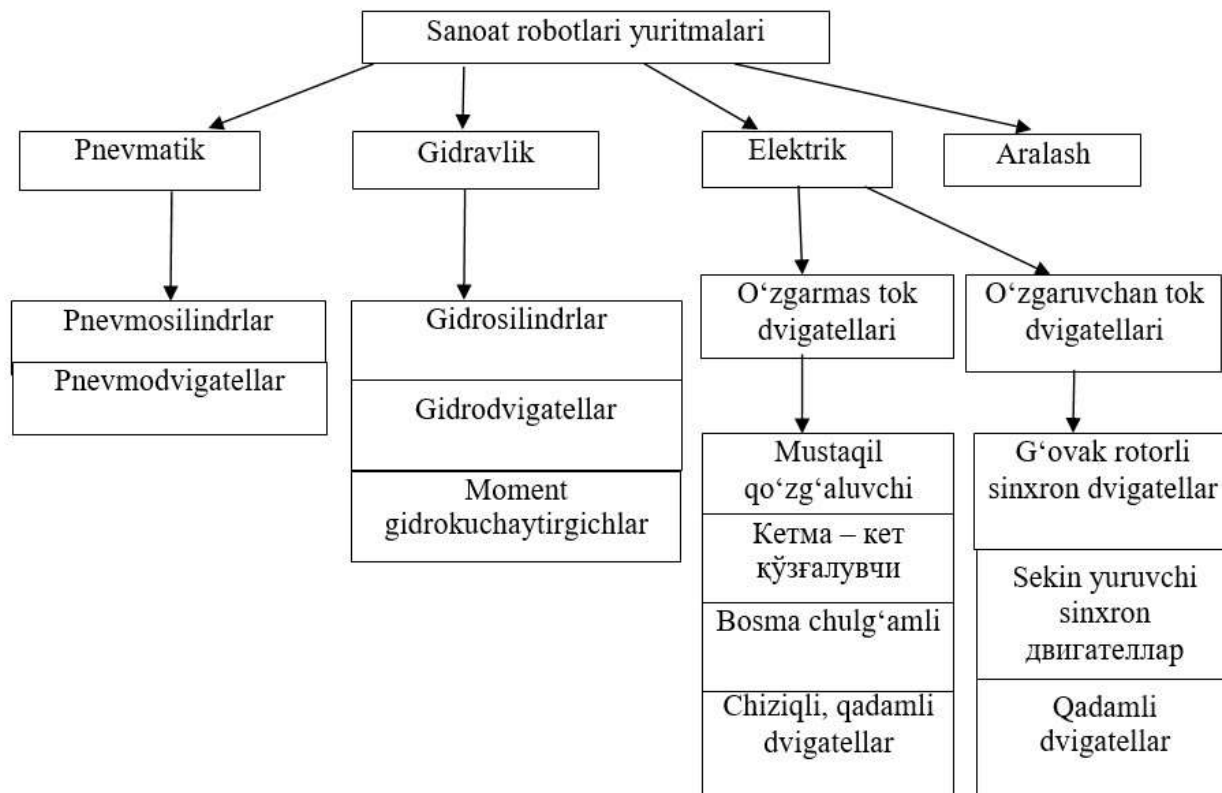 Sanoat robotlari yuritmalari
Pnevmatik
Gidravlik
Elektrik
Aralash
Pnevmosilindrlar
Pnevmodvigatellar
Gidrosilindrlar
Gidrodvigatellar
Moment
gidrokuchaytirgichlar
O‘zgarmas tok
dvigatellari
Mustaqil
qo‘zg‘aluvchi
Кетма – кет
қўзғалувчи
Bosma chulg‘amli
Chiziqli, qadamli
dvigatellar
O‘zgaruvchan tok
dvigatellari
G‘ovak rotorli
sinxron dvigatellar
Sekin yuruvchi
sinxron
двигателлар
Qadamli
dvigatellar